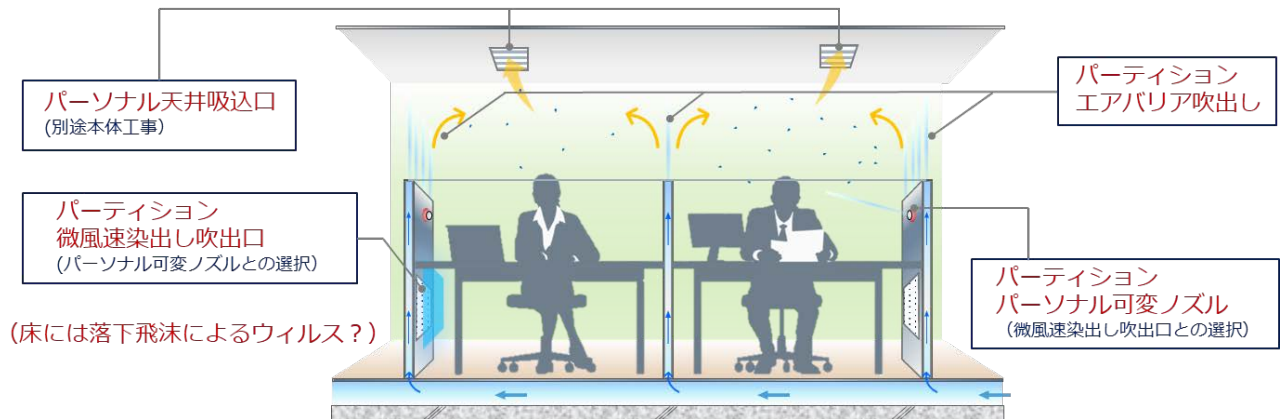 パーソナル天井吸込口
(別途本体工事)
パーティション
エアバリア吹出し
パーティション
微風速染出し吹出口
(パーソナル可変ノズルとの選択)
パーティション
パーソナル可変ノズル
(微風速染出し吹出口との選択)
(床には落下飛沫によるウィルス？)